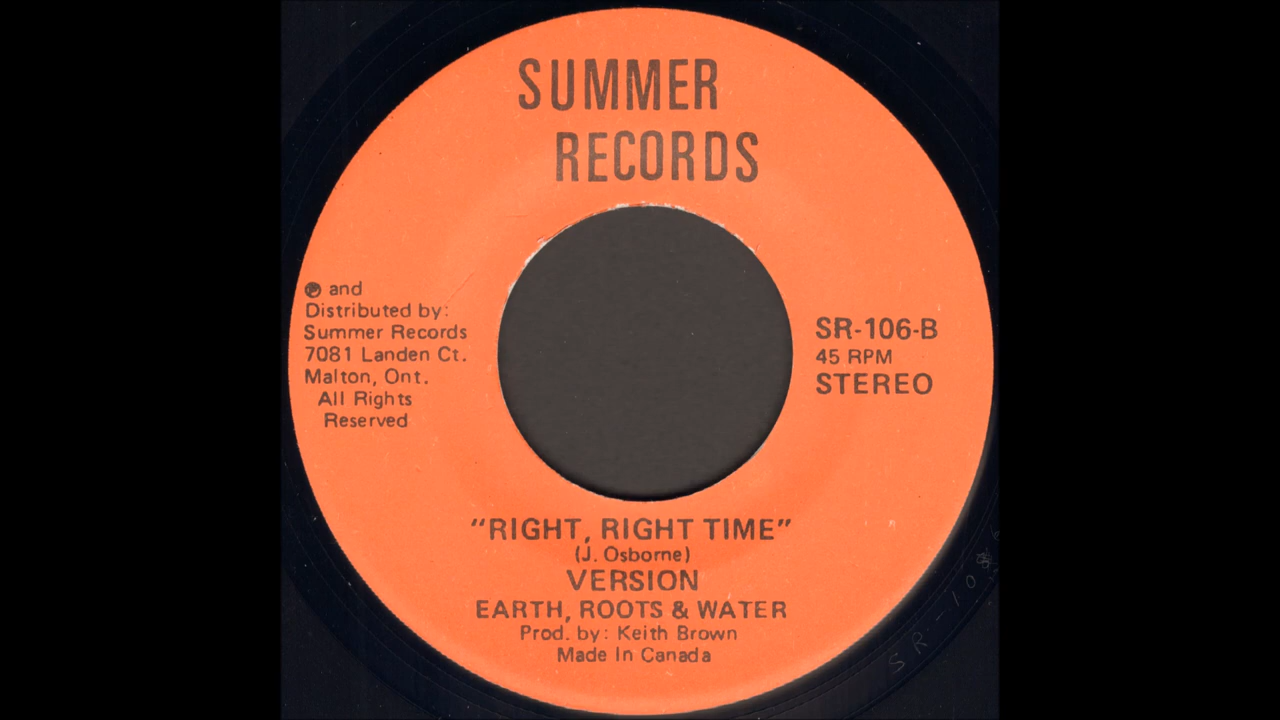 SUMMER
RECORDS
℗ and
Distributed by:
Summer Records
7081 Landen Ct.
Malton, Ont.
All Rights
Reserved
SR-106-B
45 RPM
STEREO
"RIGHT, RIGHT TIME"
(J. Osborne)
VERSION
EARTH, ROOTS & WATER
Prod. by: Keith Brown
Made In Canada